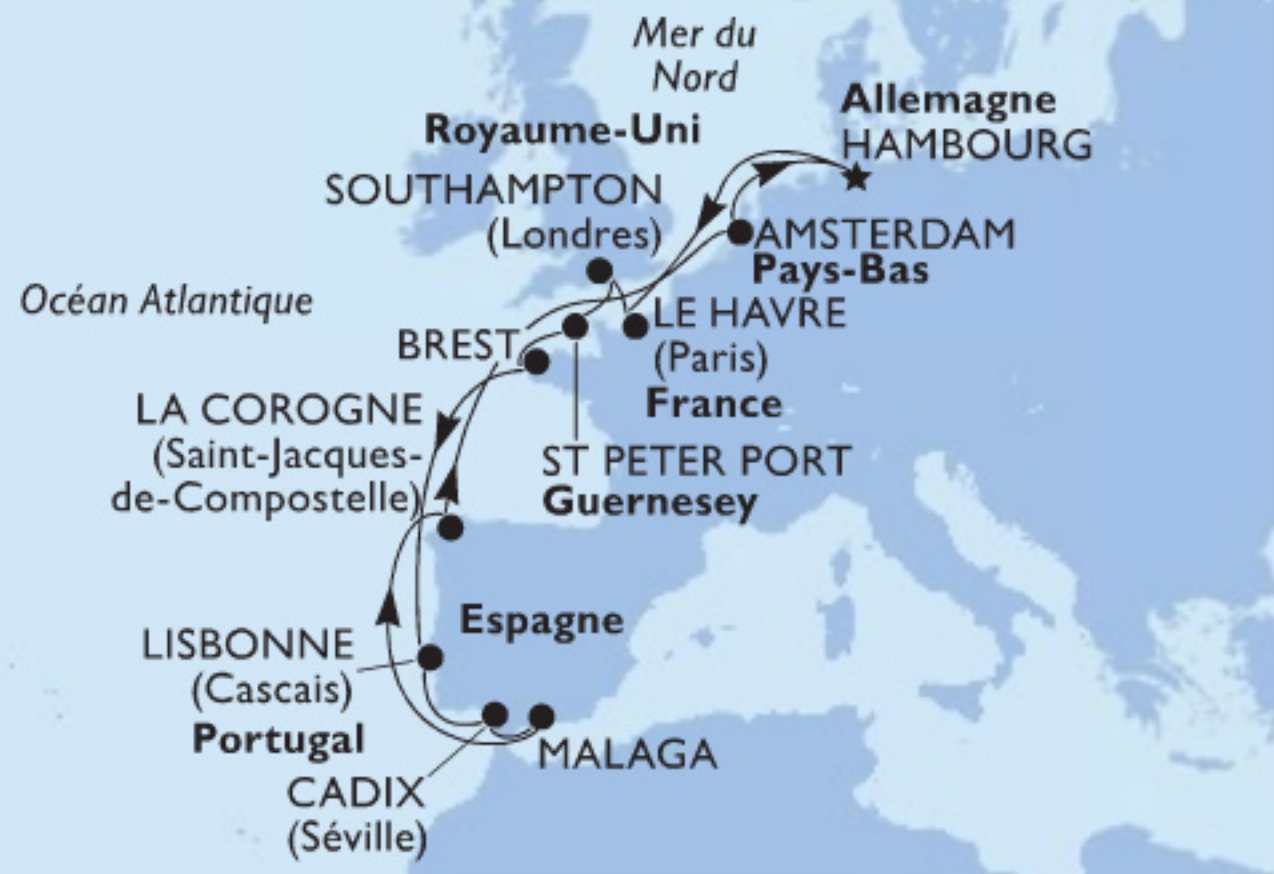 Mer du
Nord
Allemagne
HAMBOURG
Royaume-Uni
SOUTHAMPTON
(Londres)
AMSTERDAM
Pays-Bas
Océan Atlantique
LE HAVRE
(Paris)
France
BREST
LA COROGNE
(Saint-Jacques-
de-Compostelle)
ST PETER PORT
Guernesey
Espagne
LISBONNE
(Cascais)
Portugal
MALAGA
CADIX
(Séville)